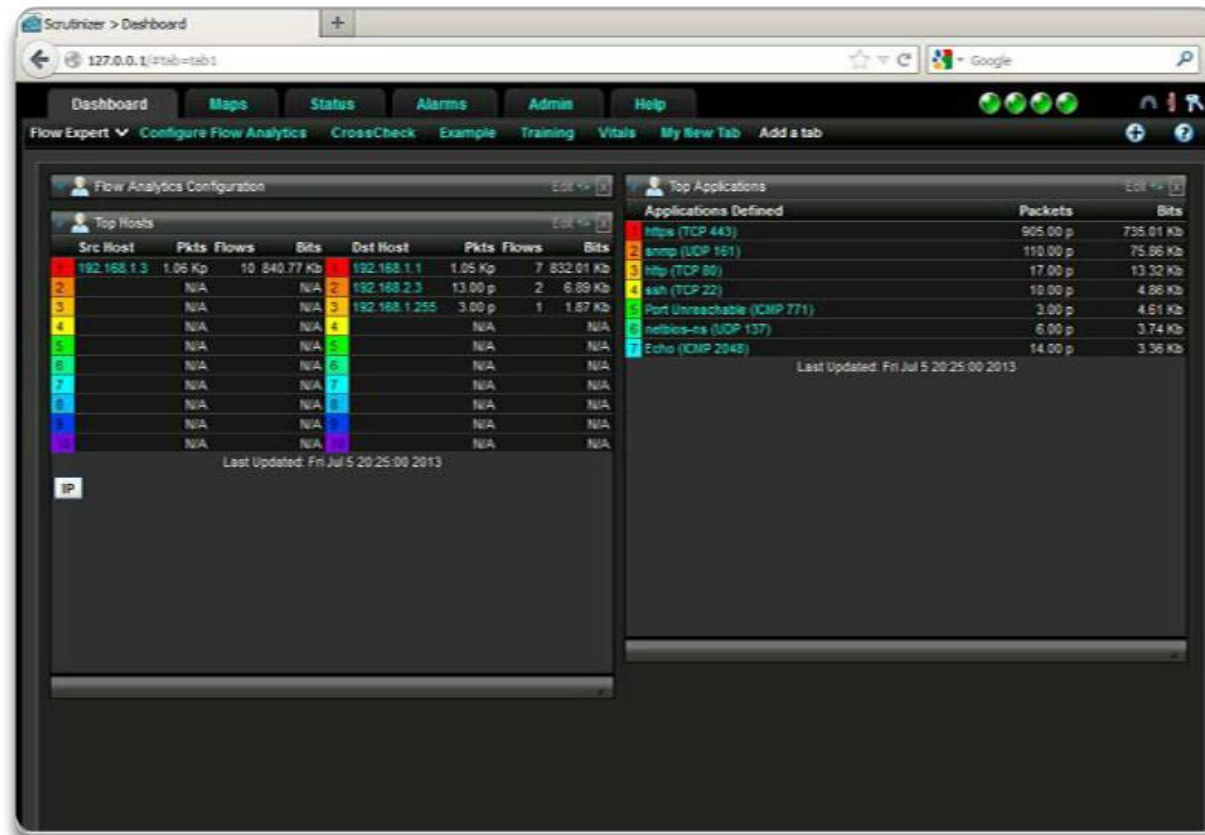 Scrutinizer > Dashboard
127.0.0.1/#tab=tab1
Google
Dashboard Maps Status Alarms Admin Help
Flow Expert Configure Flow Analytics CrossCheck Example Training Vitals My New Tab Add a tab
Flow Analytics Configuration Edit
Top Hosts Edit
Src Host Pkts Flows Bits Dst Host Pkts Flows Bits
1 192.168.1.3 1.06 Kp 10 840.77 Kb 1 192.168.1.1 1.05 Kp 7 832.01 Kb
2 N/A N/A 2 192.168.2.3 13.00 p 2 6.89 Kb
3 N/A N/A 3 192.168.1.255 3.00 p 1 1.87 Kb
4 N/A N/A 4 N/A N/A
5 N/A N/A 5 N/A N/A
6 N/A N/A 6 N/A N/A
7 N/A N/A 7 N/A N/A
8 N/A N/A 8 N/A N/A
9 N/A N/A 9 N/A N/A
10 N/A N/A 10 N/A N/A
Last Updated: Fri Jul 5 20:25:00 2013
IP
Top Applications Edit
Applications Defined Packets Bits
1 https (TCP 443) 905.00 p 735.01 Kb
2 snmp (UDP 161) 110.00 p 75.86 Kb
3 http (TCP 80) 17.00 p 13.32 Kb
4 ssh (TCP 22) 10.00 p 4.86 Kb
5 Port Unreachable (ICMP 771) 3.00 p 4.61 Kb
6 netbios-ns (UDP 137) 6.00 p 3.74 Kb
7 Echo (ICMP 2048) 14.00 p 3.36 Kb
Last Updated: Fri Jul 5 20:25:00 2013